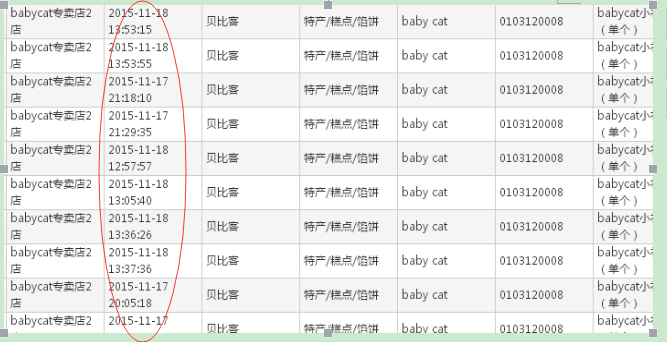 babycat专卖店2店 2015-11-18 13:53:15 贝比客 特产/糕点/馅饼 baby cat 0103120008 babycat小 (单个)
babycat专卖店2店 2015-11-18 13:53:55 贝比客 特产/糕点/馅饼 baby cat 0103120008 babycat小 (单个)
babycat专卖店2店 2015-11-17 21:18:10 贝比客 特产/糕点/馅饼 baby cat 0103120008 babycat小 (单个)
babycat专卖店2店 2015-11-17 21:29:35 贝比客 特产/糕点/馅饼 baby cat 0103120008 babycat小 (单个)
babycat专卖店2店 2015-11-18 12:57:57 贝比客 特产/糕点/馅饼 baby cat 0103120008 babycat小 (单个)
babycat专卖店2店 2015-11-18 13:05:40 贝比客 特产/糕点/馅饼 baby cat 0103120008 babycat小 (单个)
babycat专卖店2店 2015-11-18 13:36:26 贝比客 特产/糕点/馅饼 baby cat 0103120008 babycat小 (单个)
babycat专卖店2店 2015-11-18 13:37:36 贝比客 特产/糕点/馅饼 baby cat 0103120008 babycat小 (单个)
babycat专卖店2店 2015-11-17 20:05:18 贝比客 特产/糕点/馅饼 baby cat 0103120008 babycat小 (单个)
babycat专卖店2 2015-11-17 贝比客 特产/糕点/馅饼 baby cat 0103120008 babycat小